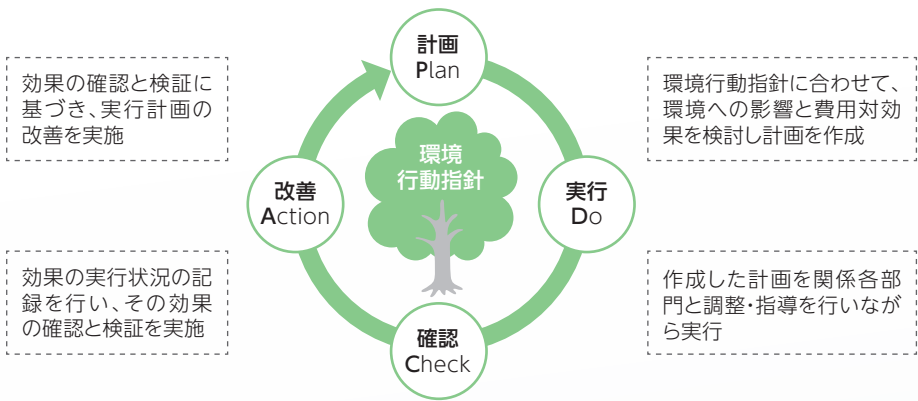 計画
Plan
効果の確認と検証に
基づき、実行計画の
改善を実施
環境行動指針に合わせて、
環境への影響と費用対効
果を検討し計画を作成
環境
行動指針
改善
Action
実行
Do
効果の実行状況の記
録を行い、その効果
の確認と検証を実施
作成した計画を関係各部
門と調整・指導を行いなが
ら実行
確認
Check